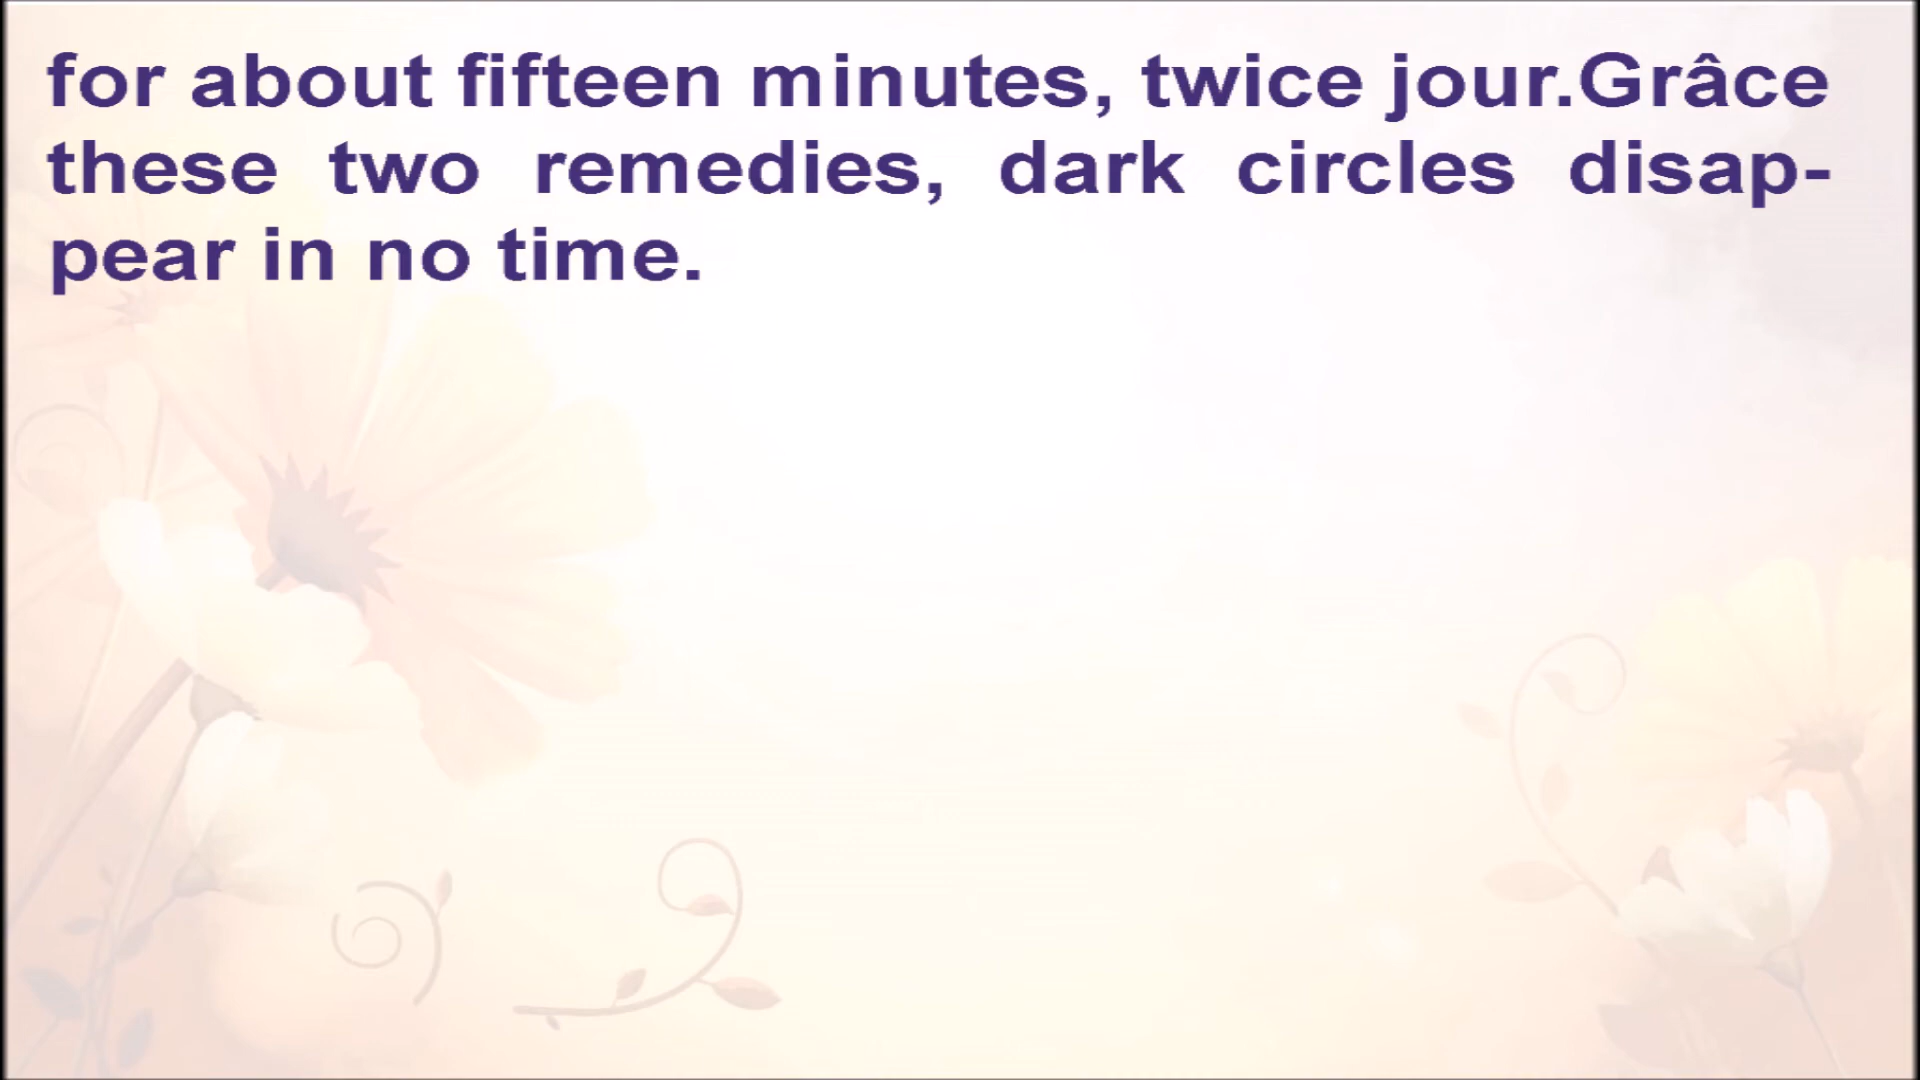 for about fifteen minutes, twice jour.Grâce
these two remedies, dark circles disap-
pear in no time.